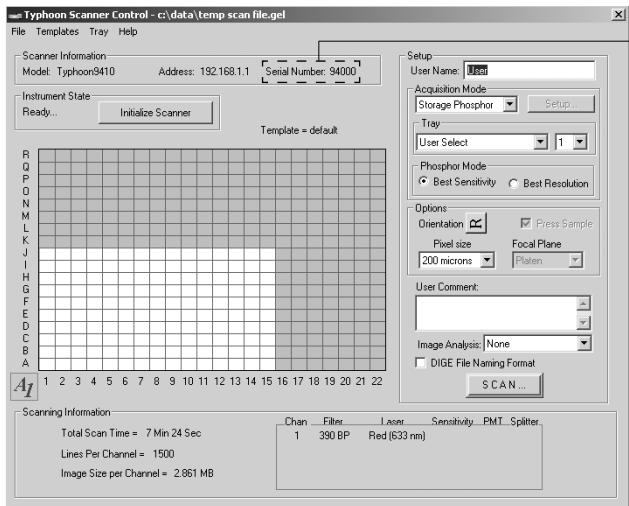 Typhoon Scanner Control - c:\data\temp scan file.gel
File Templates Tray Help
Scanner Information
Model: Typhoon9410 Address: 192.168.1.1 Serial Number: 94000
Instrument State
Ready... Initialize Scanner
Template = default
R
Q
P
O
N
M
L
K
J
I
H
G
F
E
D
C
B
A
A1 1 2 3 4 5 6 7 8 9 10 11 12 13 14 15 16 17 18 19 20 21 22
Setup
User Name: User
Acquisition Mode
Storage Phosphor Setup...
Tray
User Select 1
Phosphor Mode
Best Sensitivity Best Resolution
Options
Orientation R Press Sample
Pixel size Focal Plane
200 microns Platen
User Comment:
Image Analysis: None
DIGE File Naming Format
SCAN...
Scanning Information
Total Scan Time = 7 Min 24 Sec
Lines Per Channel = 1500
Image Size per Channel = 2.861 MB
Chan Filter Laser Sensitivity PMT Splitter
1 390 BP Red (633 nm)